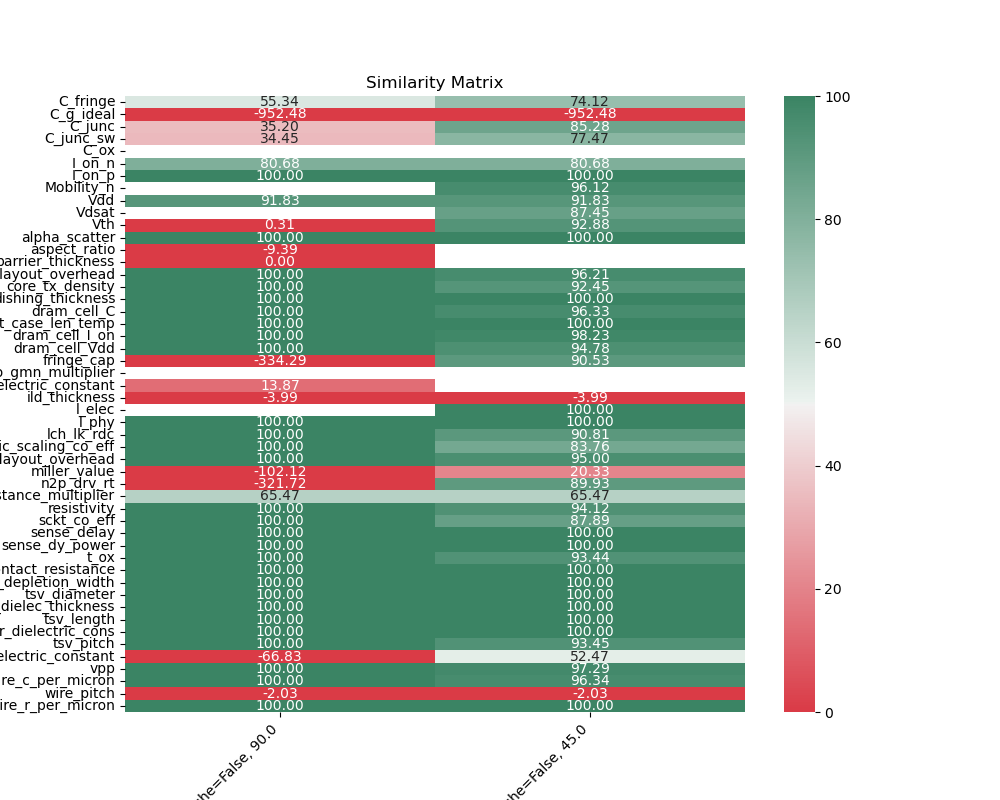 Similarity Matrix
C_fringe 55.34 74.12
C_g_ideal -952.48 -952.48
C_junc 35.20 85.28
C_junc_sw 34.45 77.47
C_ox
I_on_n 80.68 80.68
I_on_p 100.00 100.00
Mobility_n 96.12
Vdd 91.83 91.83
Vdsat 87.45
Vth 0.31 92.88
alpha_scatter 100.00 100.00
aspect_ratio -9.39
barrier_thickness 0.00
layout_overhead 100.00 96.21
core_tx_density 100.00 92.45
dishing_thickness 100.00 100.00
dram_cell_C 100.00 96.33
t_case_len_temp 100.00 100.00
dram_cell_I_on 100.00 98.23
dram_cell_Vdd 100.00 94.78
fringe_cap -334.29 90.53
o_gmn_multiplier
electric_constant 13.87
ild_thickness -3.99 -3.99
l_elec 100.00
l_phy 100.00 100.00
lch_lk_rdc 100.00 90.81
ic_scaling_co_eff 100.00 83.76
layout_overhead 100.00 95.00
miller_value -102.12 20.33
n2p_drv_rt -321.72 89.93
stance_multiplier 65.47 65.47
resistivity 100.00 94.12
sckt_co_eff 100.00 87.89
sense_delay 100.00 100.00
sense_dy_power 100.00 100.00
t_ox 100.00 93.44
ontact_resistance 100.00 100.00
depletion_width 100.00 100.00
tsv_diameter 100.00 100.00
dielec_thickness 100.00 100.00
tsv_length 100.00 100.00
r_dielectric_cons 100.00 100.00
tsv_pitch 100.00 93.45
electric_constant -66.83 52.47
vpp 100.00 97.29
re_c_per_micron 100.00 96.34
wire_pitch -2.03 -2.03
ire_r_per_micron 100.00 100.00
he=False, 90.0
he=False, 45.0
100
80
60
40
20
0